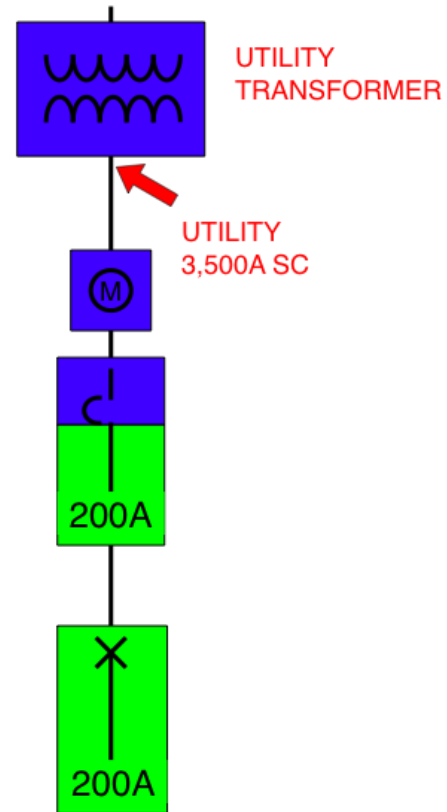 UTILITY
TRANSFORMER
UTILITY
3,500A SC
M
200A
200A